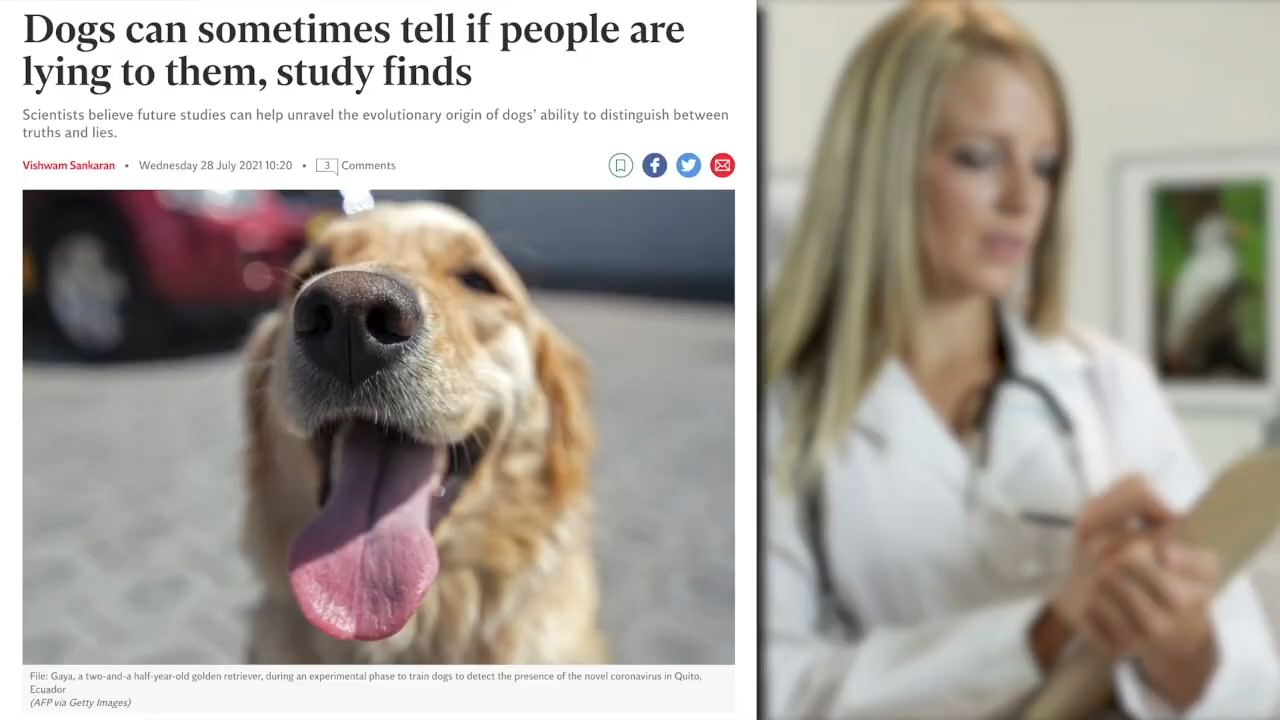 Dogs can sometimes tell if people are
lying to them, study finds
Scientists believe future studies can help unravel the evolutionary origin of dogs’ ability to distinguish between
truths and lies.
Vishwam Sankaran • Wednesday 28 July 2021 10:20 • 3 Comments
File: Gaya, a two-and-a half-year-old golden retriever, during an experimental phase to train dogs to detect the presence of the novel coronavirus in Quito,
Ecuador
(AFP via Getty Images)